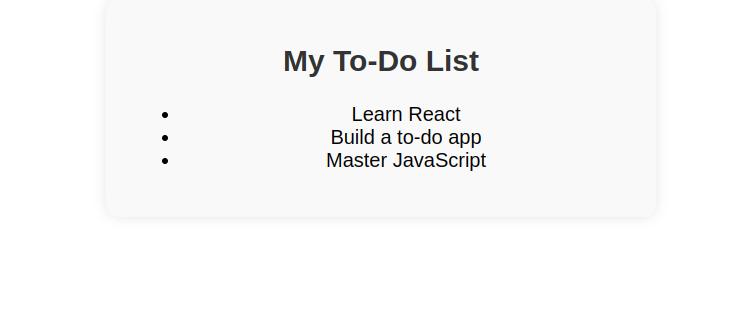 My To-Do List
• Learn React
• Build a to-do app
• Master JavaScript